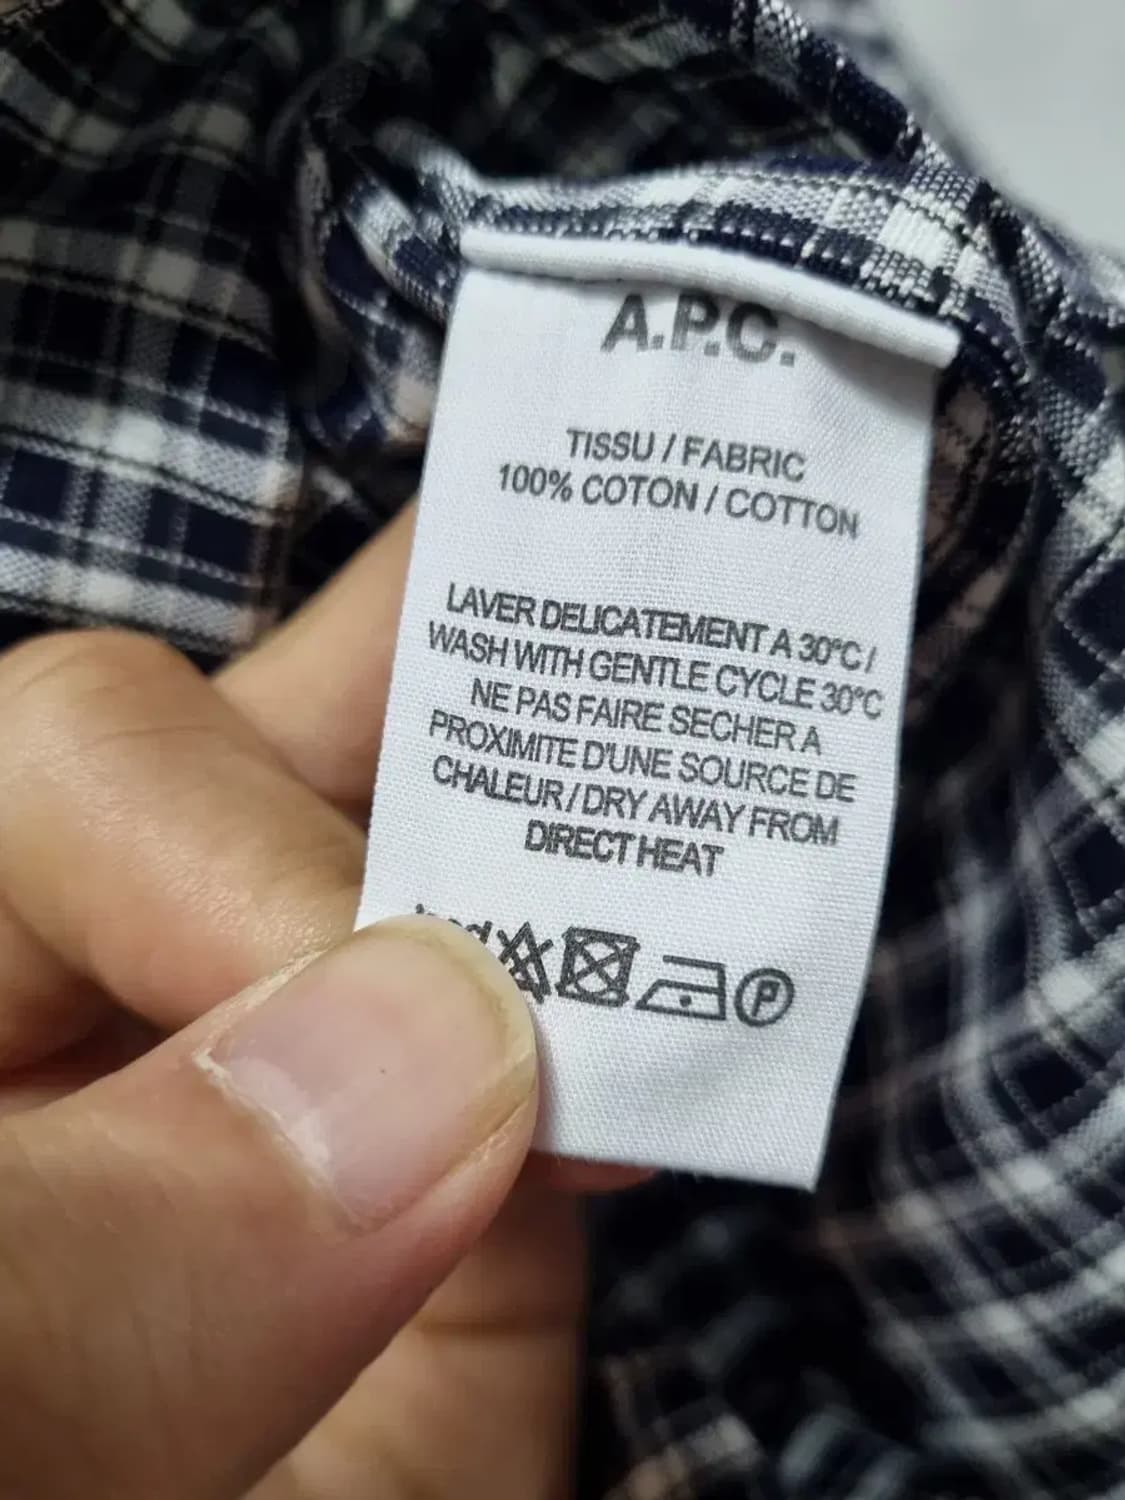 A.P.C.
TISSU / FABRIC
100% COTON / COTTON
LAVER DELICATEMENT A 30°C /
WASH WITH GENTLE CYCLE 30°C
NE PAS FAIRE SECHER A
PROXIMITE D'UNE SOURCE DE
CHALEUR / DRY AWAY FROM
DIRECT HEAT
P